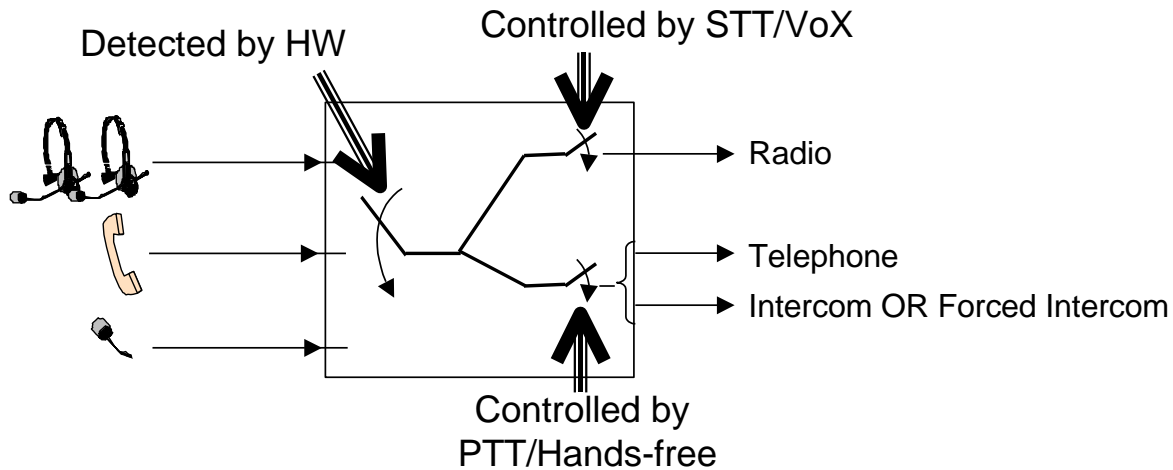 Controlled by STT/VoX
Detected by HW
Radio
Telephone
Intercom OR Forced Intercom
Controlled by
PTT/Hands-free